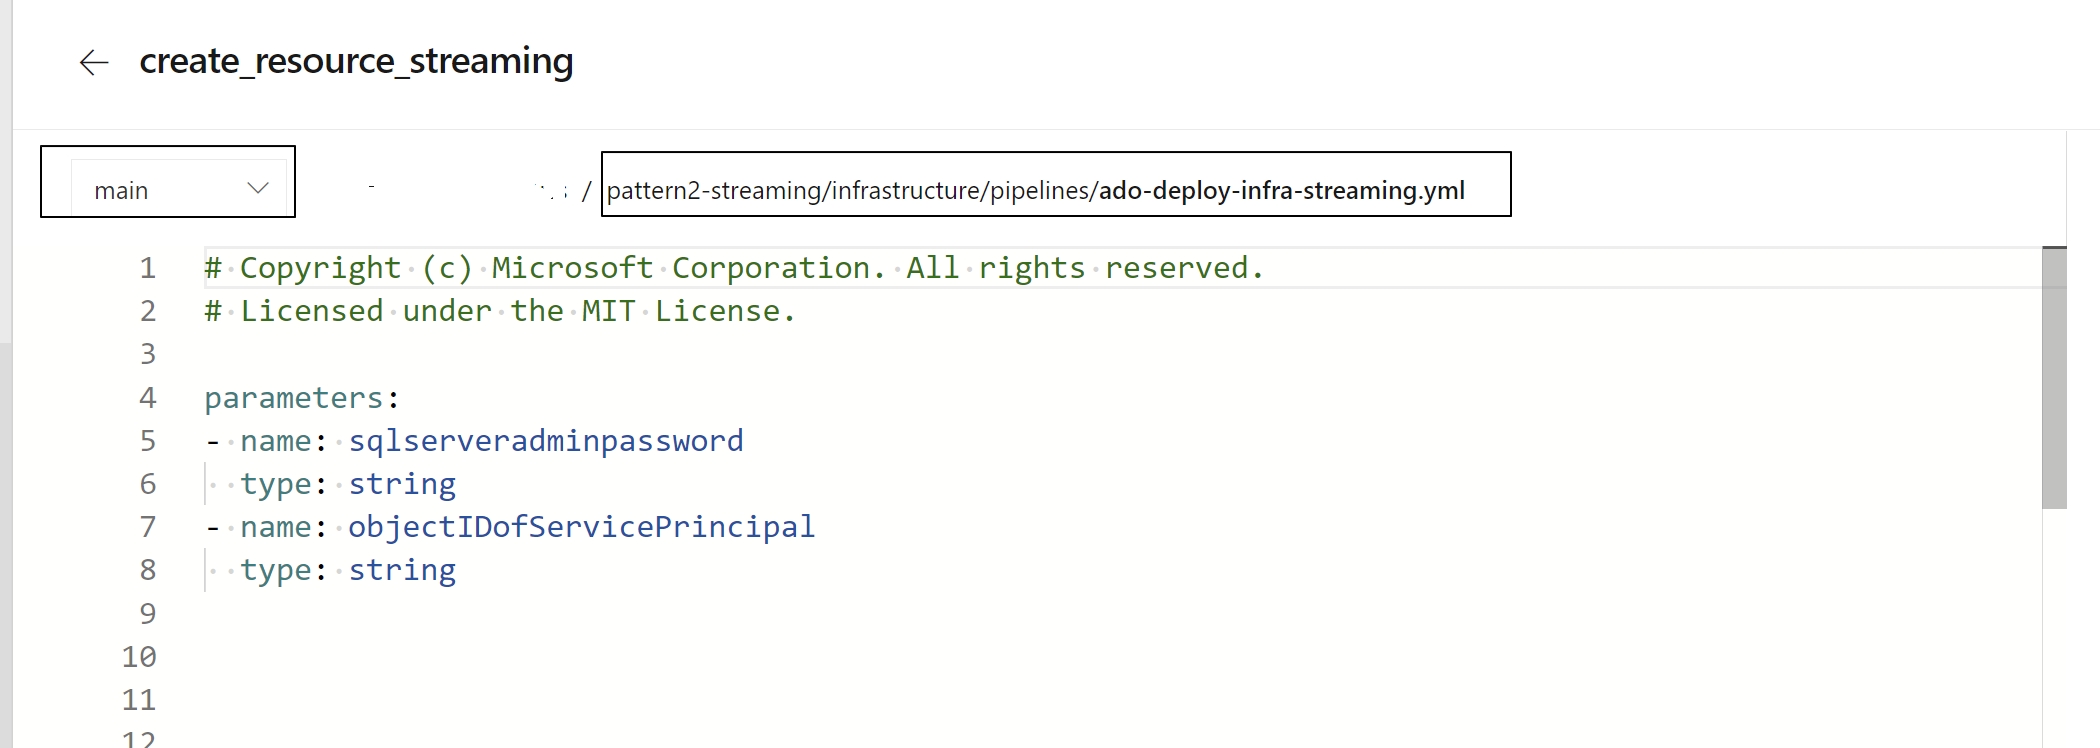 create_resource_streaming
main / pattern2-streaming/infrastructure/pipelines/ado-deploy-infra-streaming.yml
1 # Copyright (c) Microsoft Corporation. All rights reserved.
2 # Licensed under the MIT License.
3
4 parameters:
5 - name: sqlserveradminpassword
6 type: string
7 - name: objectIDofServicePrincipal
8 type: string
9
10
11
12